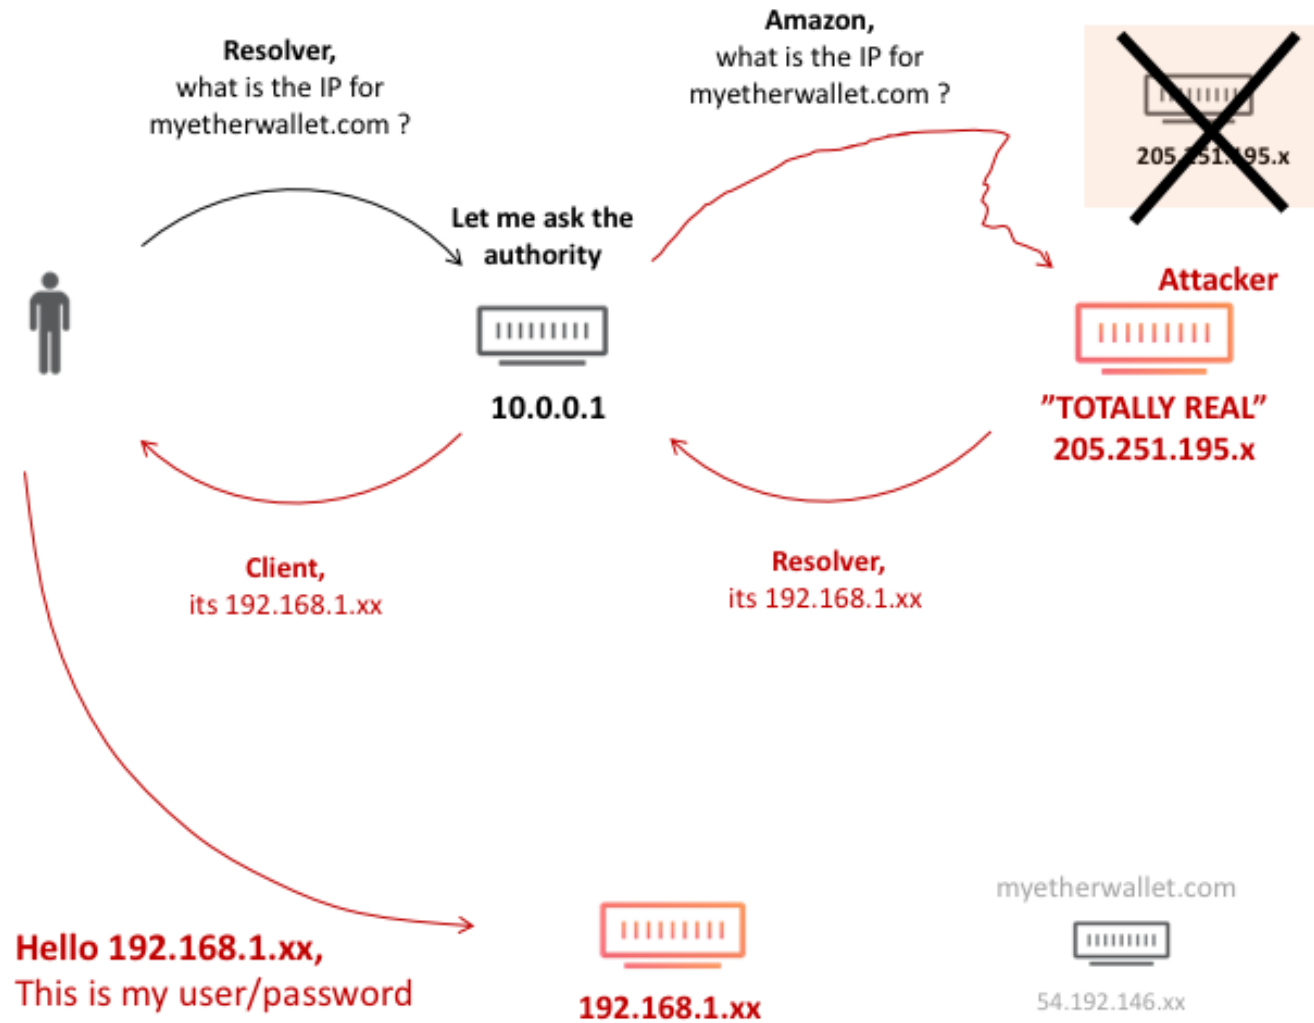 Resolver,
what is the IP for
myetherwallet.com ?
Amazon,
what is the IP for
myetherwallet.com ?
205.251.195.x
Let me ask the
authority
10.0.0.1
Attacker
”TOTALLY REAL”
205.251.195.x
Client,
its 192.168.1.xx
Resolver,
its 192.168.1.xx
Hello 192.168.1.xx,
This is my user/password
192.168.1.xx
myetherwallet.com
54.192.146.xx